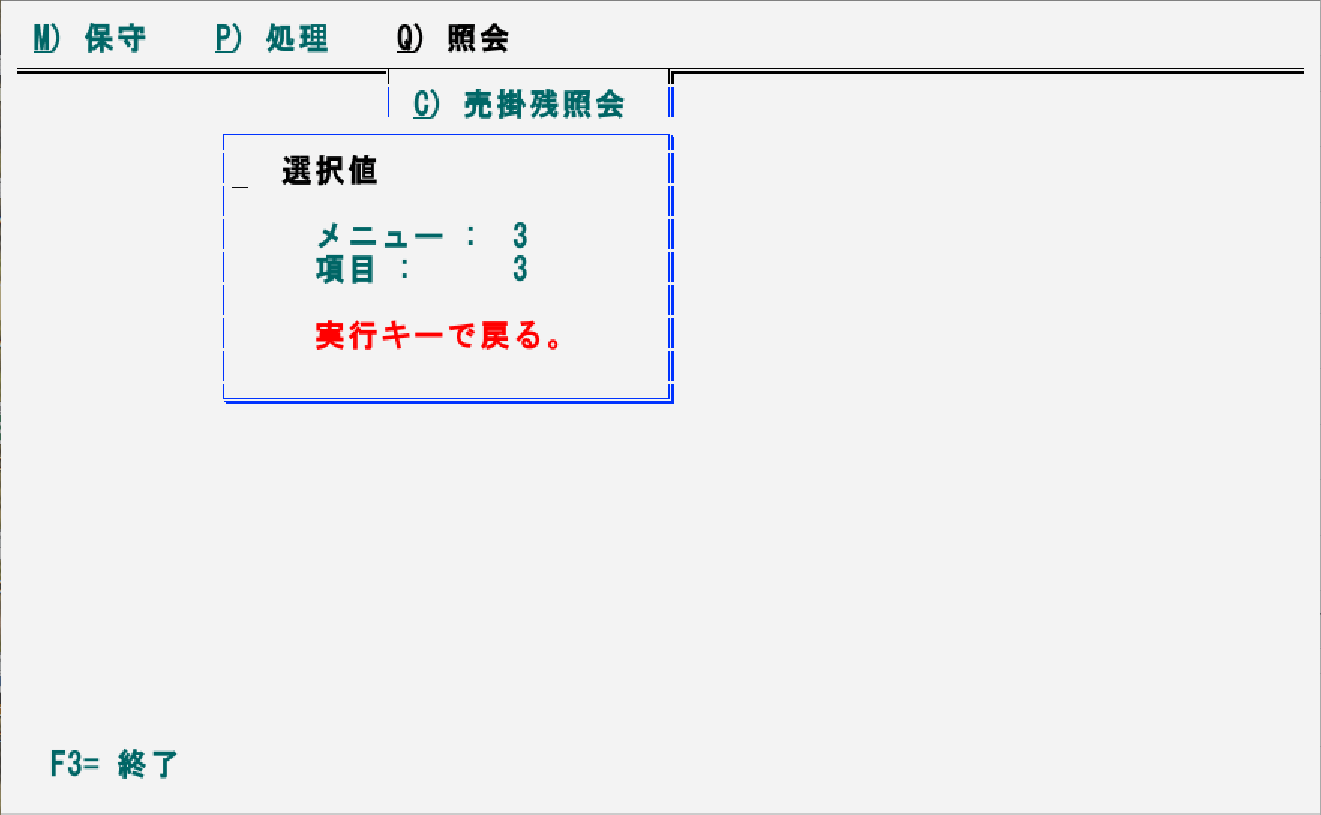 M) 保守 P) 処理 Q) 照会
C) 売掛残照会
選択値
メニュー : 3
項目 : 3
実行キーで戻る。
F3= 終了